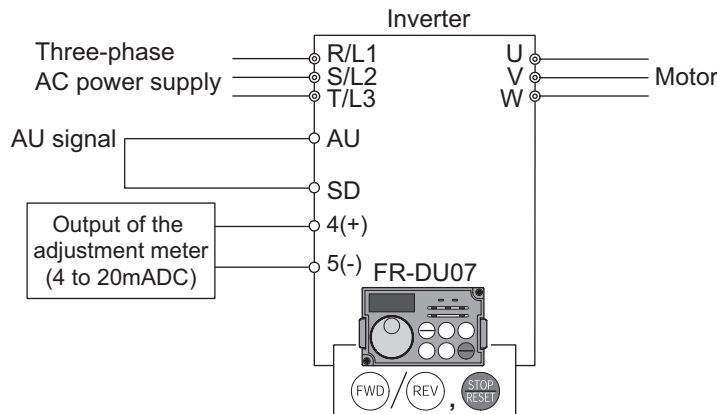 Inverter
Three-phase
AC power supply
R/L1
S/L2
T/L3
U
V
W
Motor
AU signal
AU
SD
Output of the
adjustment meter
(4 to 20mADC)
4(+)
5(-)
FR-DU07
FWD / REV , STOP
RESET